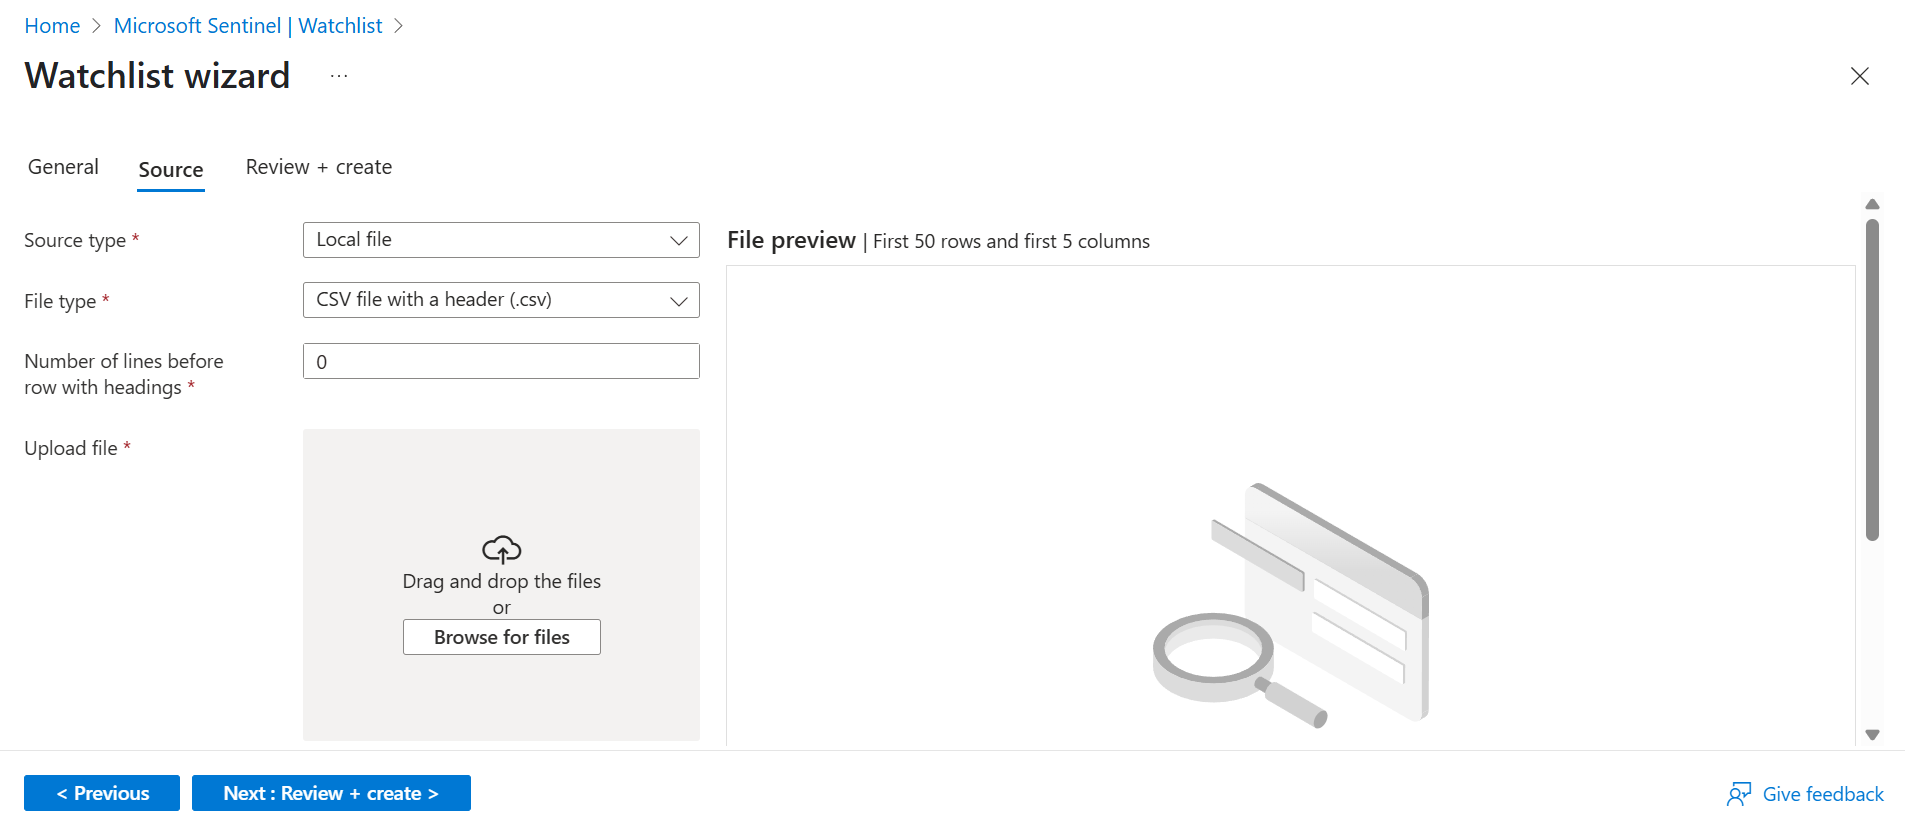 Home > Microsoft Sentinel | Watchlist >
Watchlist wizard ...
General Source Review + create
Source type * Local file
File type * CSV file with a header (.csv)
Number of lines before
row with headings *
0
Upload file *
Drag and drop the files
or
Browse for files
File preview | First 50 rows and first 5 columns
< Previous Next : Review + create >
Give feedback